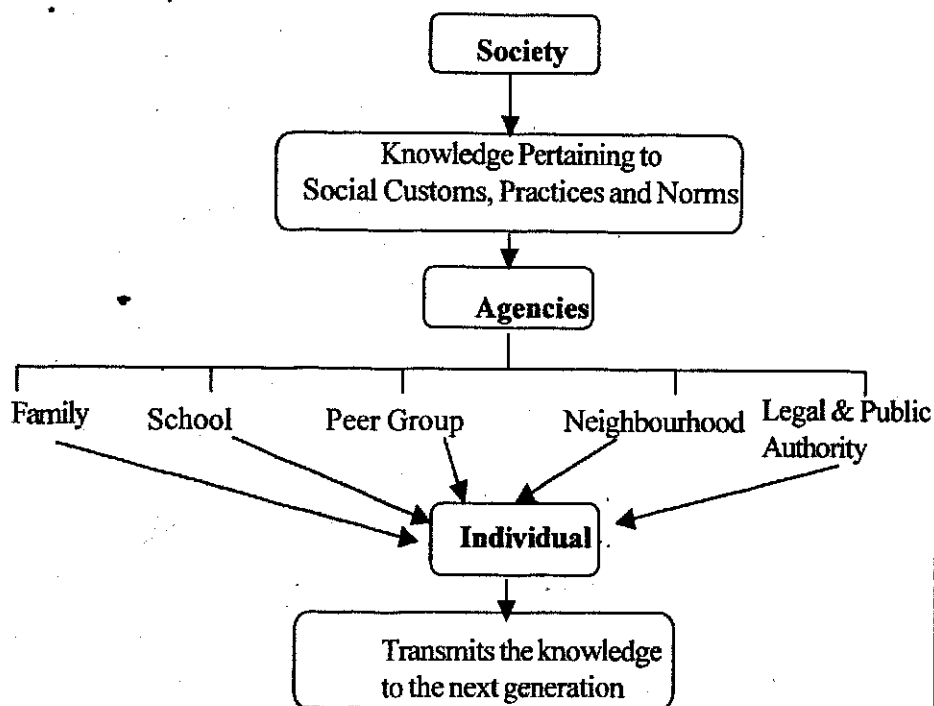 Society
Knowledge Pertaining to
Social Customs, Practices and Norms
Agencies
Family
School
Peer Group
Neighbourhood
Legal & Public
Authority
Individual
Transmits the knowledge
to the next generation